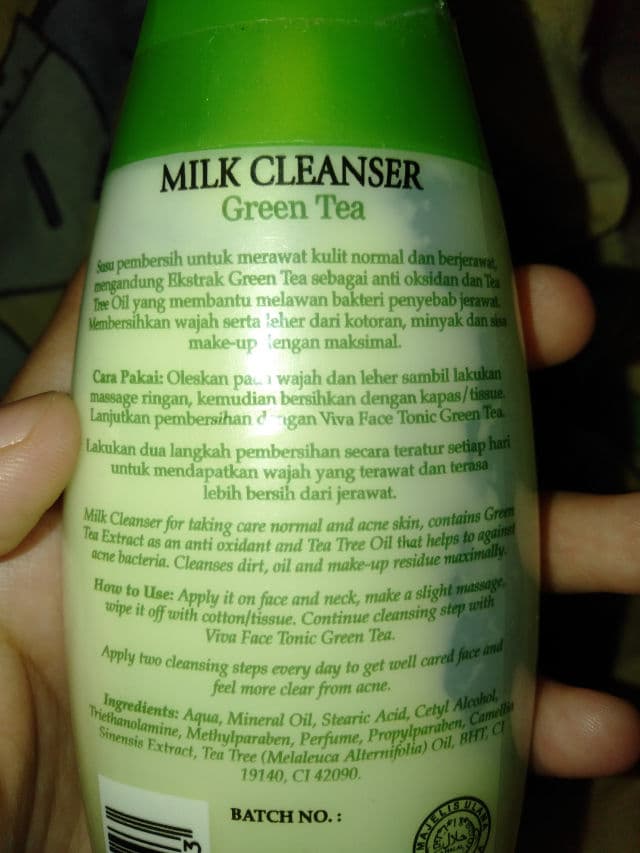 MILK CLEANSER
Green Tea
Susu pembersih untuk merawat kulit normal dan berjerawat,
mengandung Ekstrak Green Tea sebagai anti oksidan dan Tea
Tree Oil yang membantu melawan bakteri penyebab jerawat.
Membersihkan wajah serta leher dari kotoran, minyak dan sisa
make-up dengan maksimal.
Cara Pakai: Oleskan pada wajah dan leher sambil lakukan
massage ringan, kemudian bersihkan dengan kapas/tissue.
Lanjutkan pembersihan dengan Viva Face Tonic Green Tea.
Lakukan dua langkah pembersihan secara teratur setiap hari
untuk mendapatkan wajah yang terawat dan terasa
lebih bersih dari jerawat.
Milk Cleanser for taking care normal and acne skin, contains Green
Tea Extract as an anti oxidant and Tea Tree Oil that helps to against
acne bacteria. Cleanses dirt, oil and make-up residue maximally.
How to Use: Apply it on face and neck, make a slight massage,
wipe it off with cotton/tissue. Continue cleansing step with
Viva Face Tonic Green Tea.
Apply two cleansing steps every day to get well cared face and
feel more clear from acne.
Ingredients: Aqua, Mineral Oil, Stearic Acid, Cetyl Alcohol,
Triethanolamine, Methylparaben, Perfume, Propylparaben, Camellia
Sinensis Extract, Tea Tree (Melaleuca Alternifolia) Oil, BHT, CI
19140, CI 42090.
BATCH NO. :
MAJELIS ULAMA
حلال
3